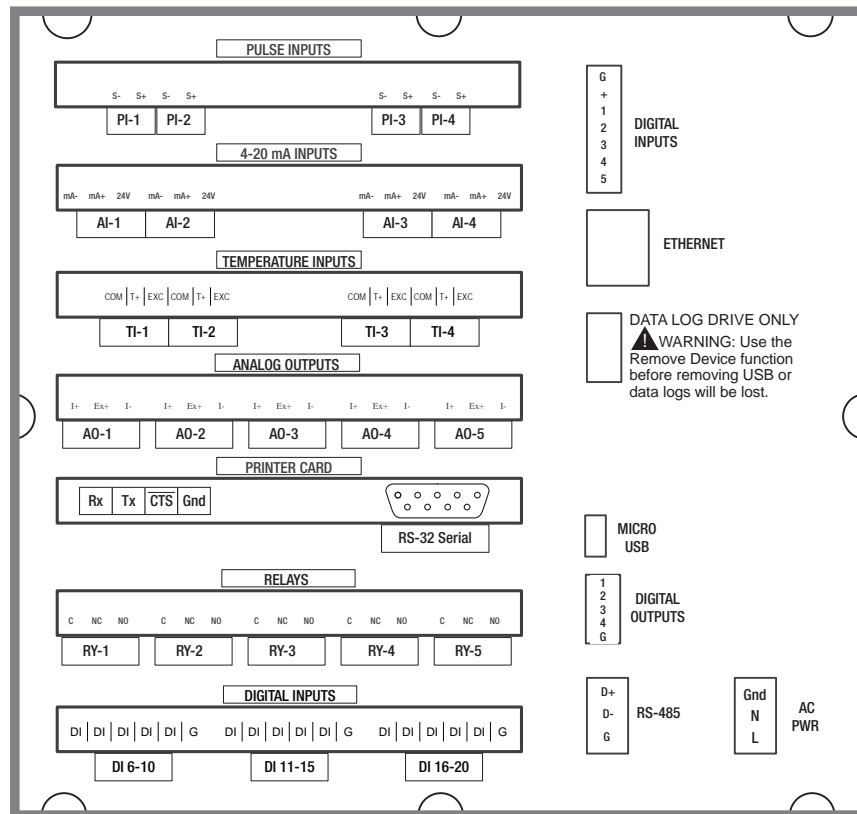 PULSE INPUTS
S- S+ S- S+ S- S+ S- S+
PI-1 PI-2 PI-3 PI-4
4-20 mA INPUTS
mA- mA+ 24V mA- mA+ 24V mA- mA+ 24V mA- mA+ 24V
AI-1 AI-2 AI-3 AI-4
TEMPERATURE INPUTS
COM T+ EXC COM T+ EXC COM T+ EXC COM T+ EXC
TI-1 TI-2 TI-3 TI-4
ANALOG OUTPUTS
I+ Ex+ I- I+ Ex+ I- I+ Ex+ I- I+ Ex+ I- I+ Ex+ I-
AO-1 AO-2 AO-3 AO-4 AO-5
PRINTER CARD
Rx Tx CTS Gnd
RS-32 Serial
RELAYS
C NC NO C NC NO C NC NO C NC NO C NC NO
RY-1 RY-2 RY-3 RY-4 RY-5
DIGITAL INPUTS
DI DI DI DI DI G DI DI DI DI DI G DI DI DI DI DI G
DI 6-10 DI 11-15 DI 16-20
G
+
1
2
3
4
5
DIGITAL
INPUTS
ETHERNET
DATA LOG DRIVE ONLY
! WARNING: Use the
Remove Device function
before removing USB or
data logs will be lost.
MICRO
USB
1
2
3
4
G
DIGITAL
OUTPUTS
D+
D-
G
RS-485
Gnd
N
L
AC
PWR